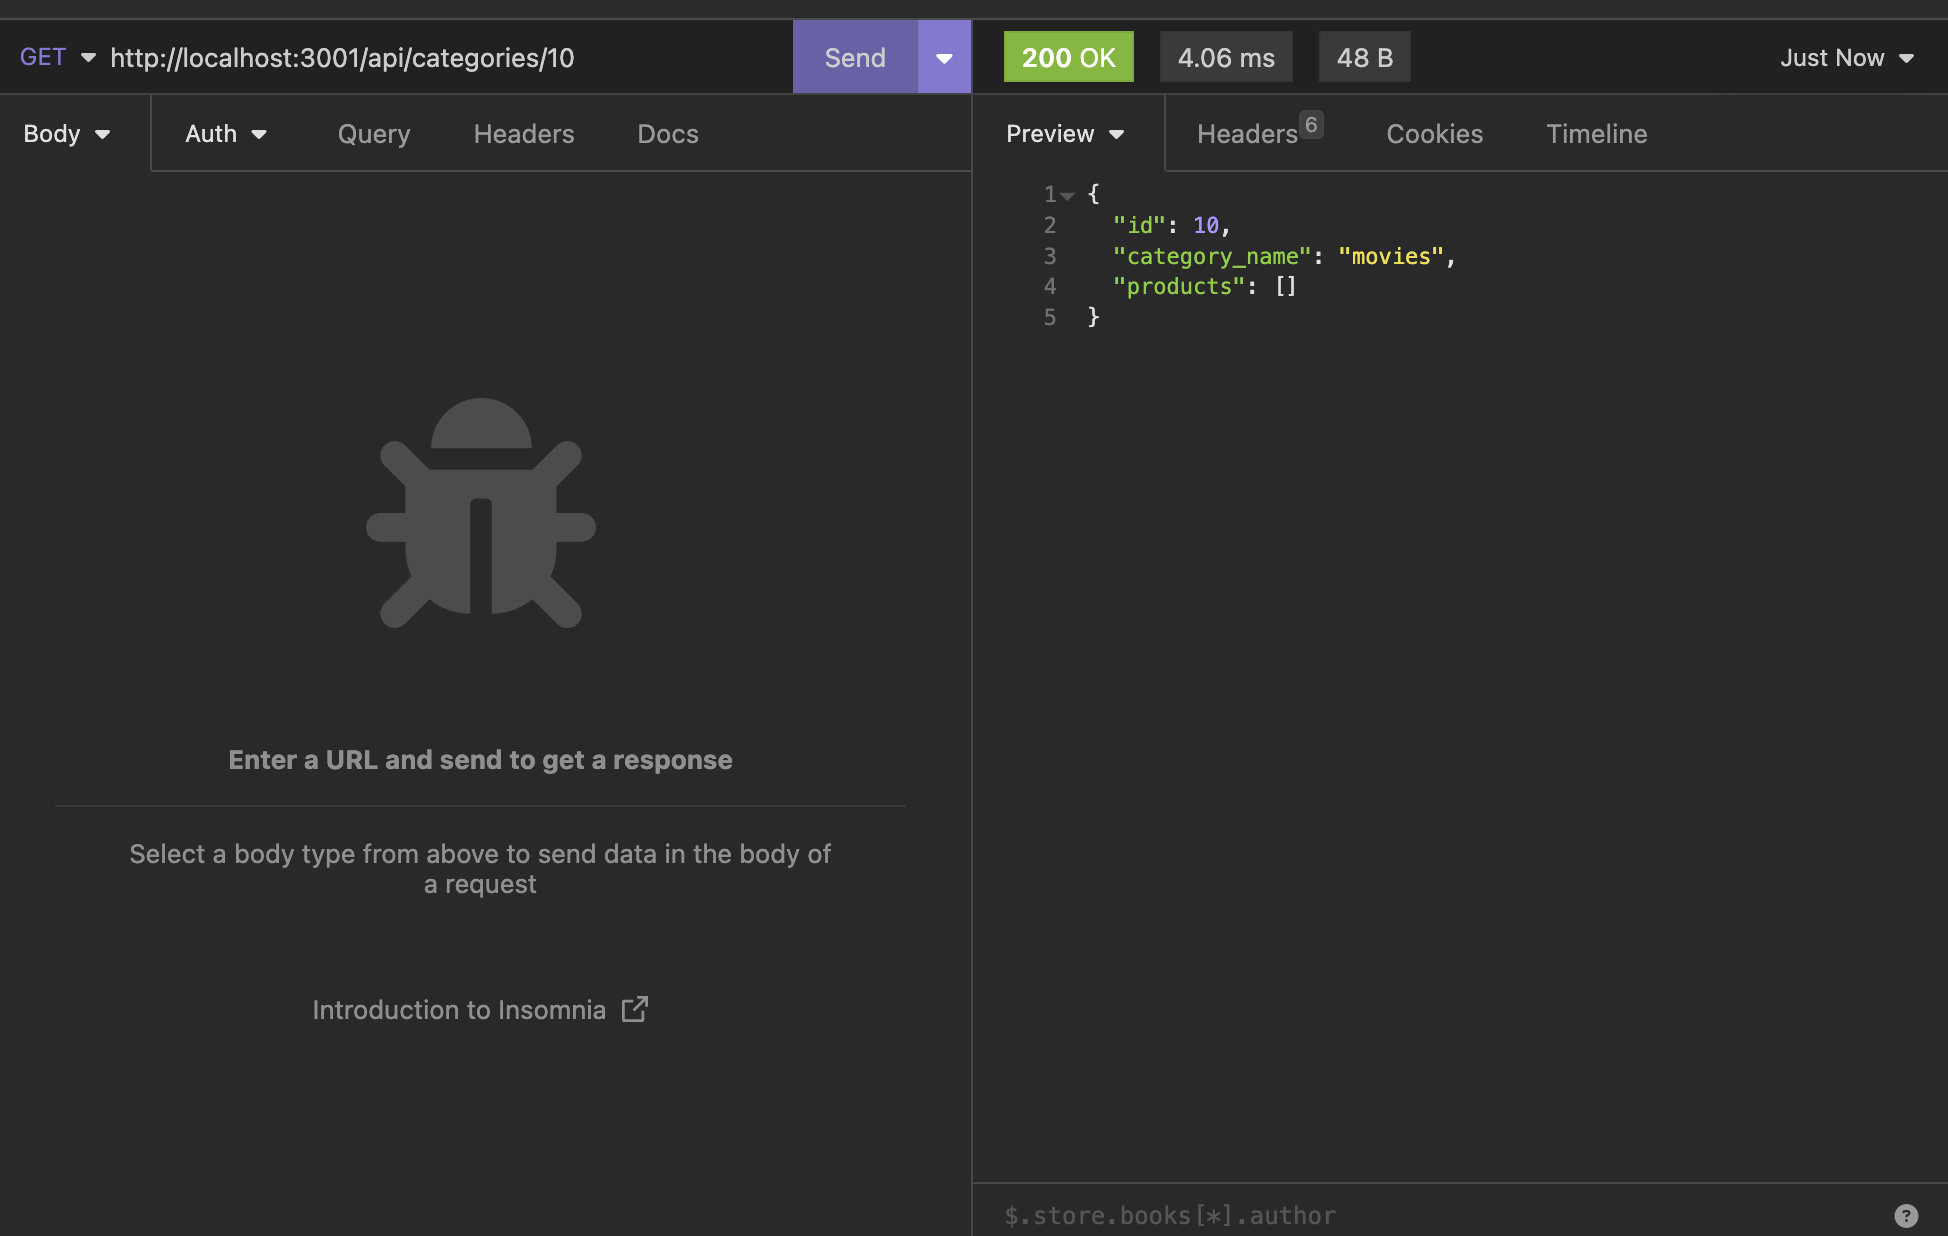 GET http://localhost:3001/api/categories/10 Send 200 OK 4.06 ms 48 B Just Now
Body Auth Query Headers Docs Preview Headers 6 Cookies Timeline
1 {
2 "id": 10,
3 "category_name": "movies",
4 "products": []
5 }
Enter a URL and send to get a response
Select a body type from above to send data in the body of
a request
Introduction to Insomnia
$.store.books[*].author ?